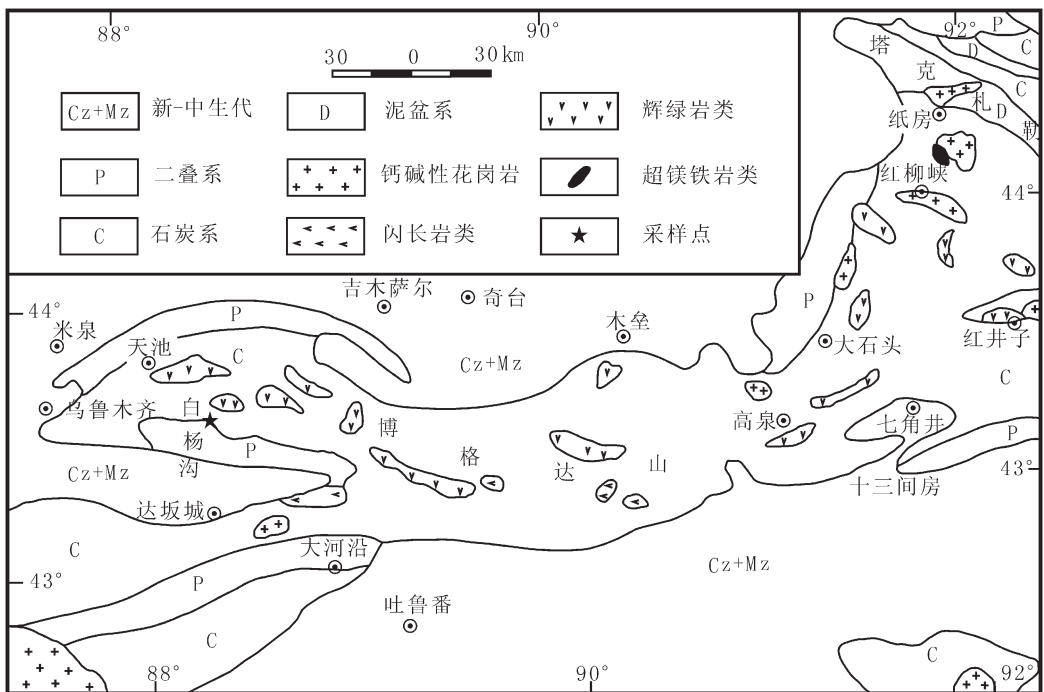 88°
90°
92°
30 0 30 km
Cz+Mz 新-中生代
D 泥盆系
辉绿岩类
P 二叠系
钙碱性花岗岩
超镁铁岩类
C 石炭系
闪长岩类
采样点
P
D
C
塔
克
C
札
D
勒
纸房
红柳峡
44°
吉木萨尔
奇台
44°
P
P
米泉
木垒
红井子
天池
C
大石头
Cz+Mz
C
乌鲁木齐
白
博
高泉
七角井
杨
P
格
P
沟
达
山
Cz+Mz
43°
十三间房
达坂城
C
大河沿
Cz+Mz
43°
P
吐鲁番
C
C
88°
90°
92°